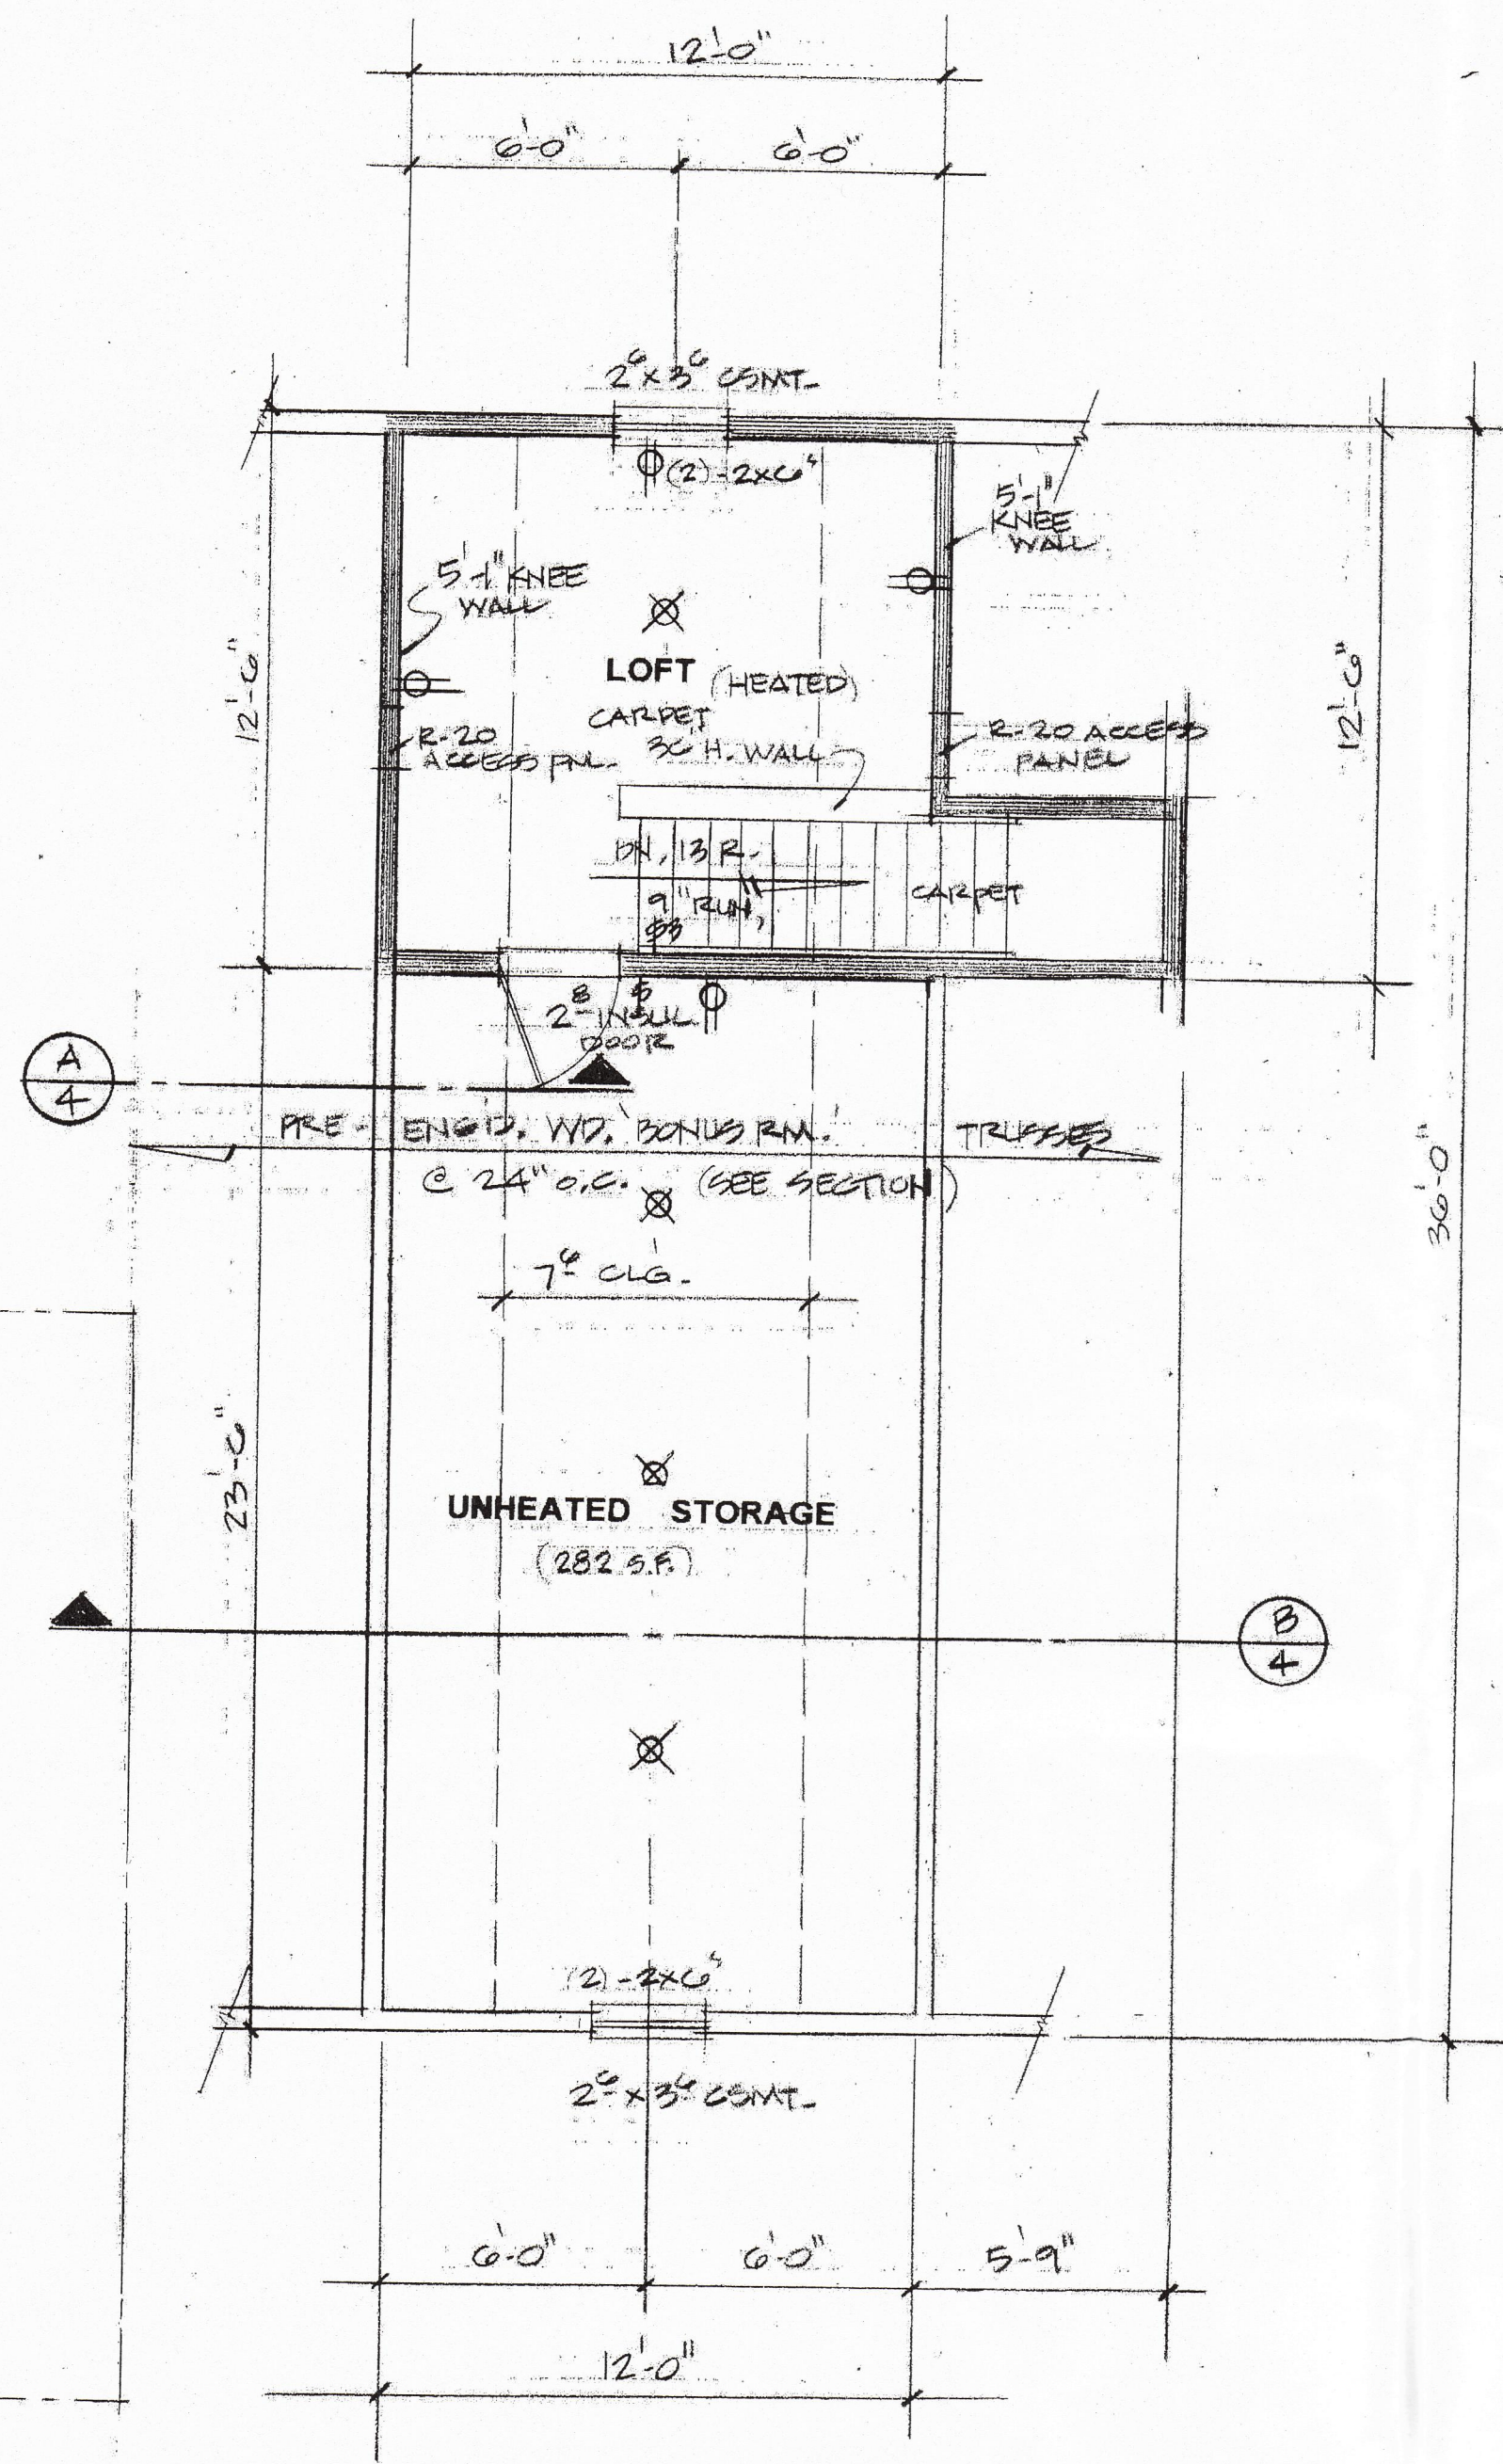 12'-0"
6'-0" 6'-0"
2⁶ x 3⁶ CSMT.
(2)-2x6's
5'-1"
KNEE
WALL
5'-1" KNEE
WALL
LOFT (HEATED)
CARPET
36" H. WALL
R-20
ACCESS PNL.
R-20 ACCESS
PANEL
12'-6"
12'-6"
DN, 13 R.
9" RUN,
CARPET
$3
2⁸ INSUL.
DOOR
A
4
PRE-ENG'D. WD. 'BONUS RM.' TRUSSES
@ 24" O.C. (SEE SECTION)
36'-0"
7⁶ CLG.
23'-6"
UNHEATED STORAGE
(282 S.F.)
B
4
(2)-2x6's
2⁶ x 3⁶ CSMT.
6'-0" 6'-0" 5'-9"
12'-0"